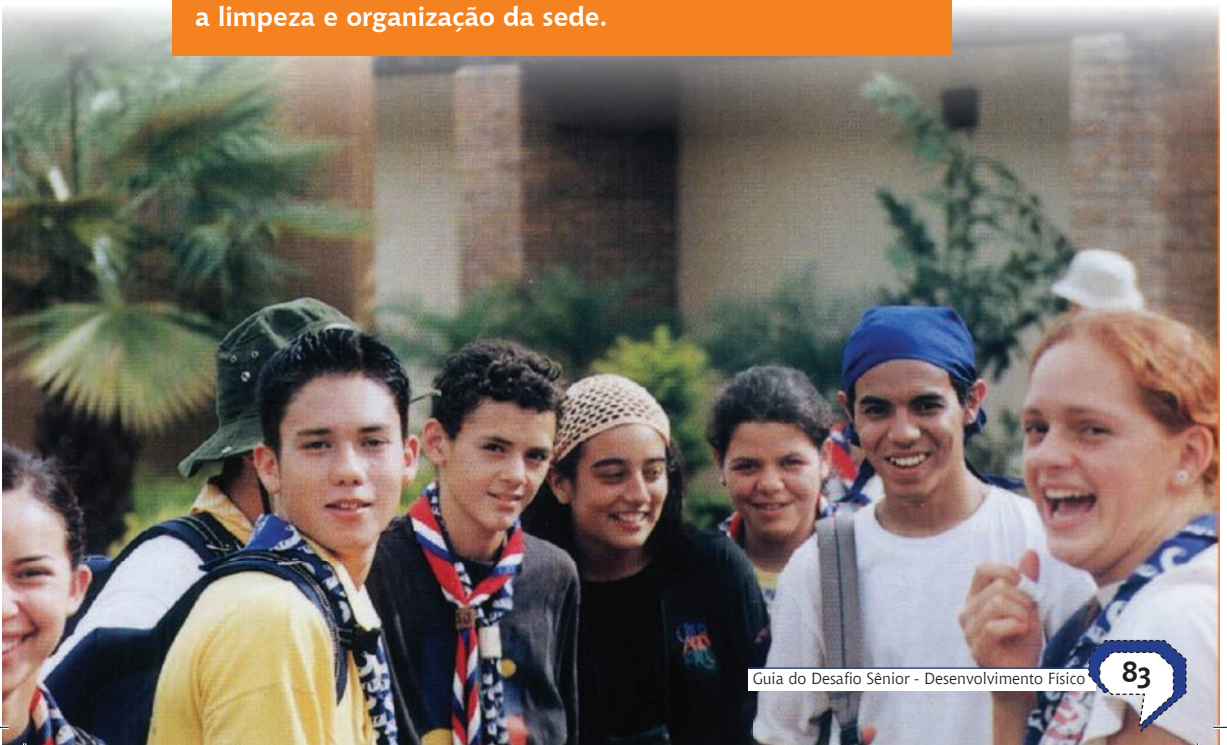 a limpeza e organização da sede.
Guia do Desafio Sênior - Desenvolvimento Físico
83